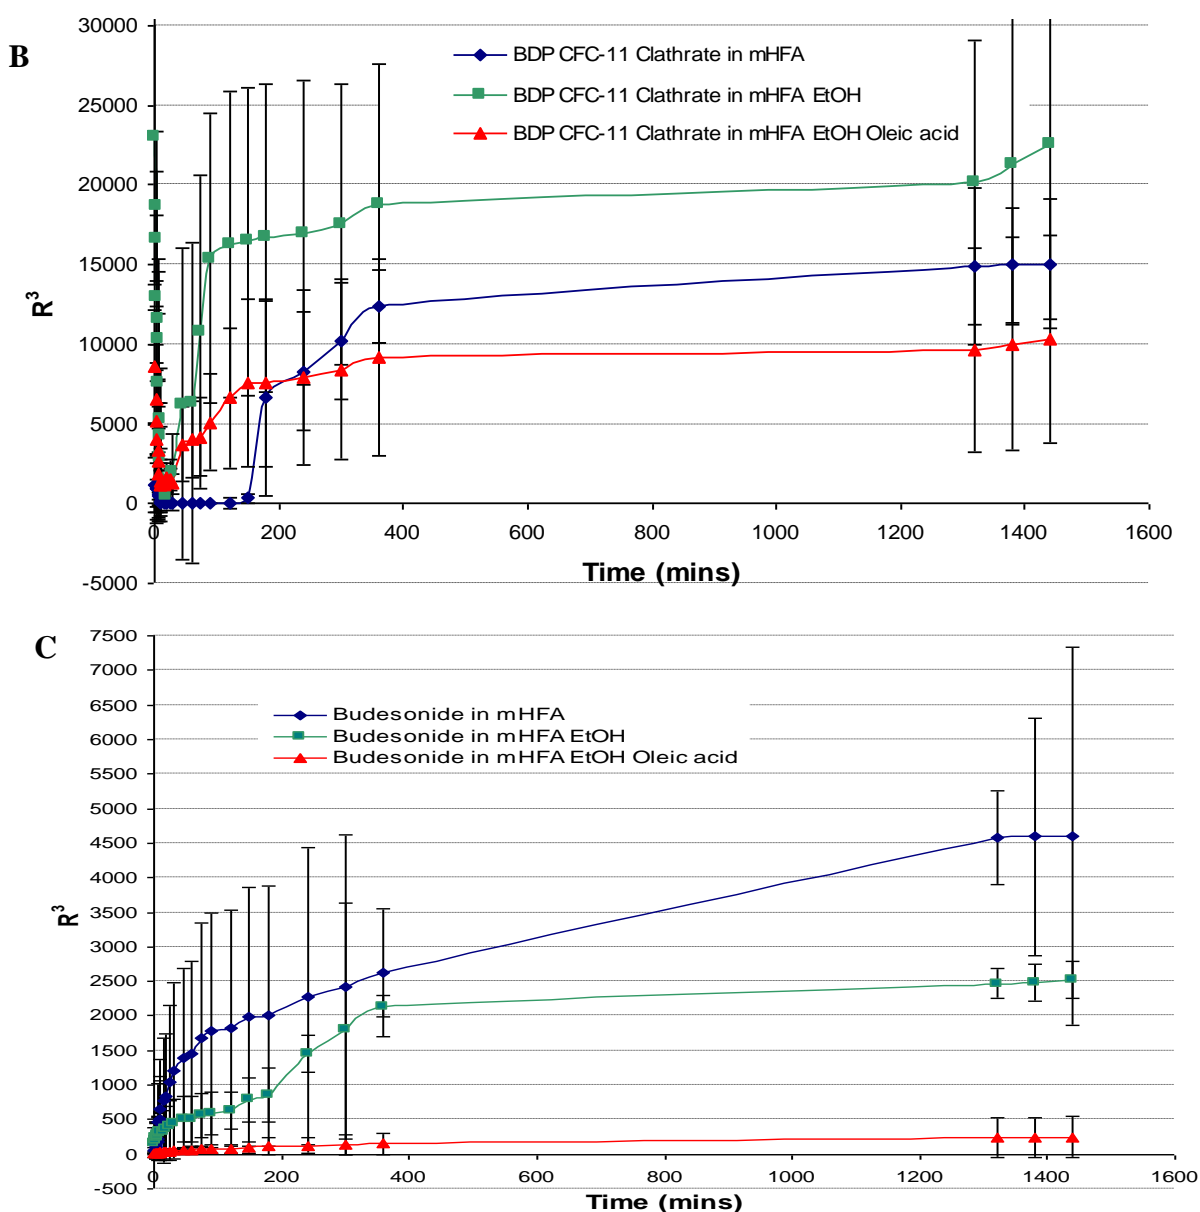 B
30000
25000
20000
15000
10000
5000
0
-5000
R³
BDP CFC-11 Clathrate in mHFA
BDP CFC-11 Clathrate in mHFA EtOH
BDP CFC-11 Clathrate in mHFA EtOH Oleic acid
0 200 400 600 800 1000 1200 1400 1600
Time (mins)
C
7500
7000
6500
6000
5500
5000
4500
4000
3500
3000
2500
2000
1500
1000
500
0
-500
R³
Budesonide in mHFA
Budesonide in mHFA EtOH
Budesonide in mHFA EtOH Oleic acid
0 200 400 600 800 1000 1200 1400 1600
Time (mins)